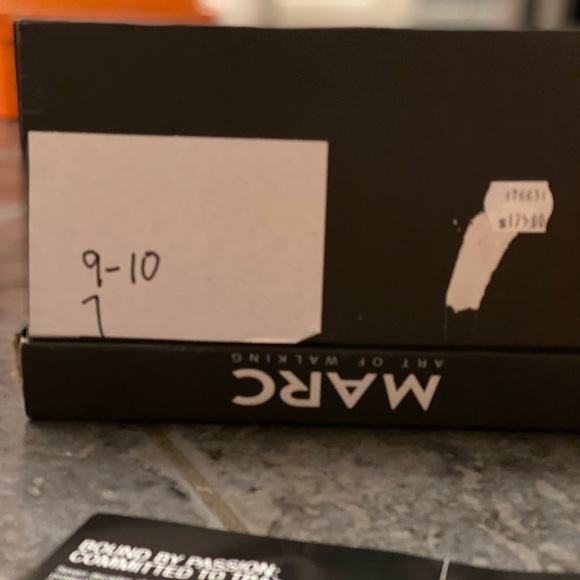 9-10
7
176631
$175.00
MARC
ART OF WALKING
BOUND BY PASSION:
COMMITTED TO